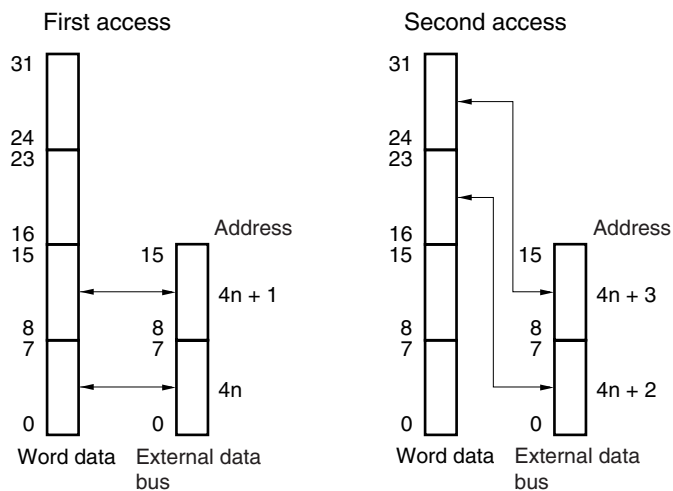 First access
31
24
23
16
15
8
7
0
Word data
Address
15
4n + 1
8
7
4n
0
External data
bus
Second access
31
24
23
16
15
8
7
0
Word data
Address
15
4n + 3
8
7
4n + 2
0
External data
bus